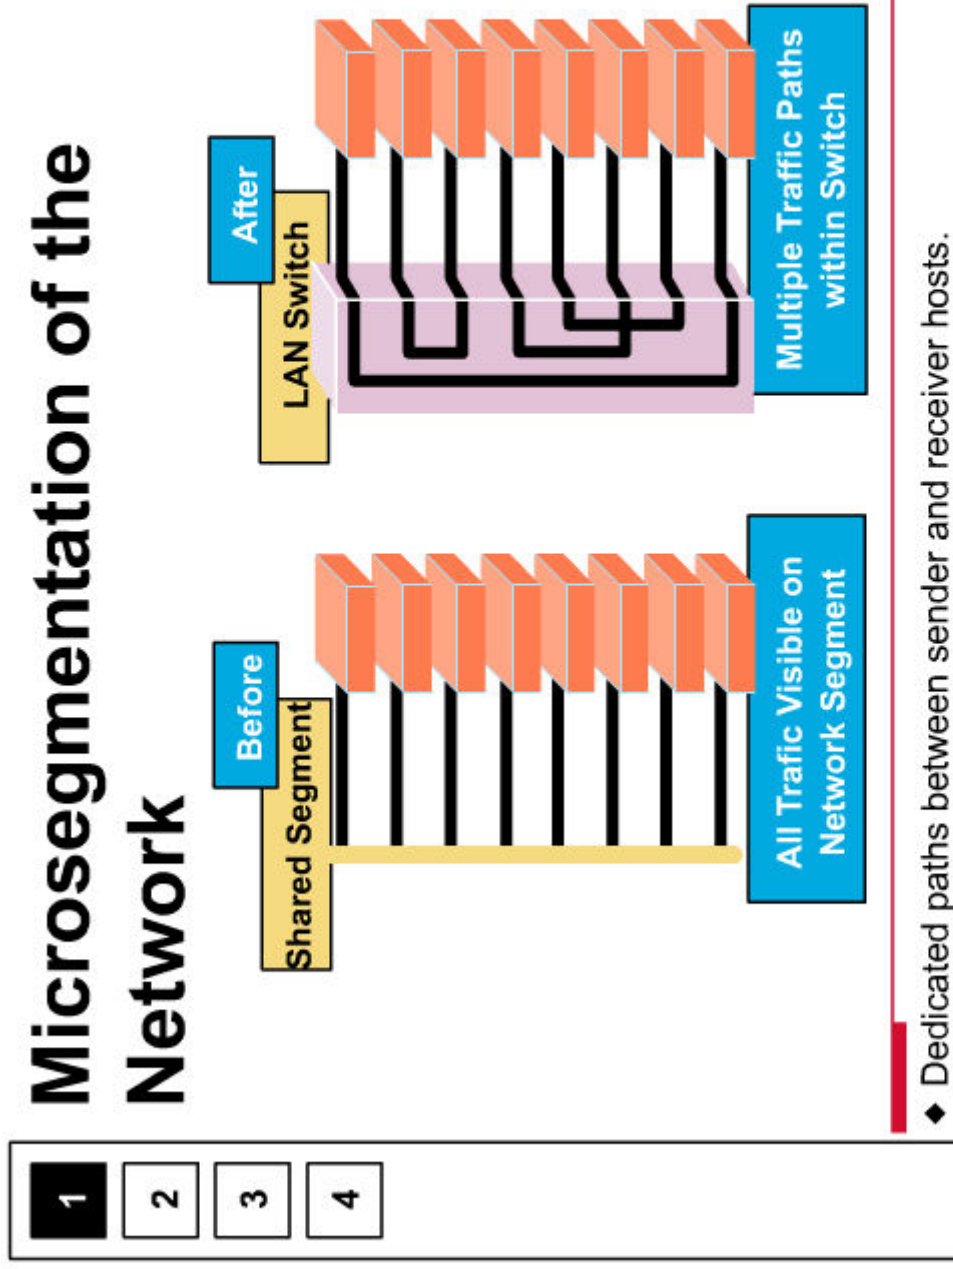 1
2
3
4
Microsegmentation of the
Network
Before
Shared Segment
All Trafic Visible on
Network Segment
After
LAN Switch
Multiple Traffic Paths
within Switch
◆ Dedicated paths between sender and receiver hosts.